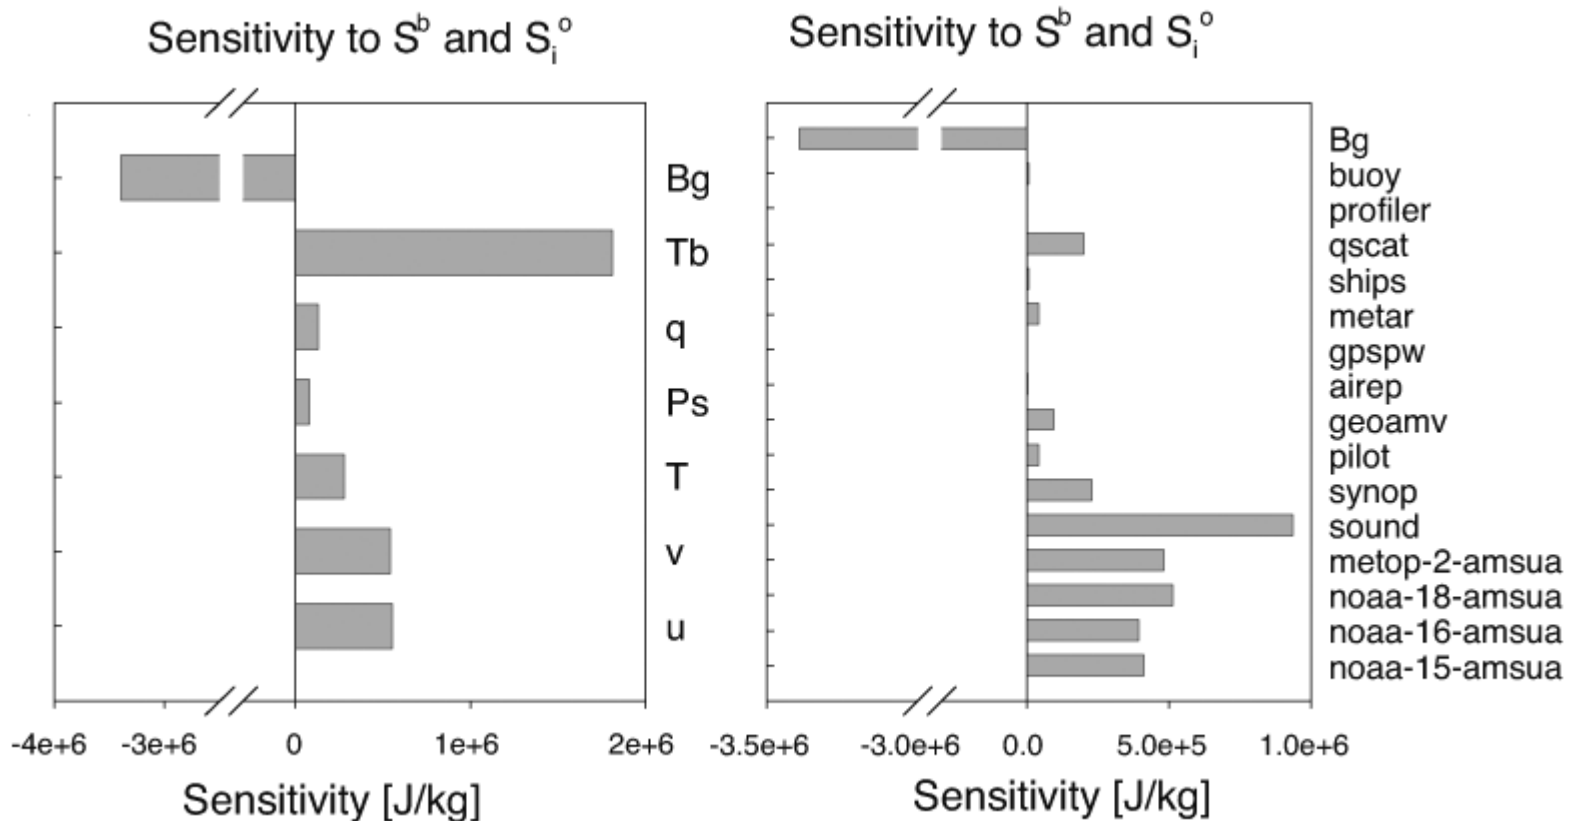 Sensitivity to S^b and S_i^o
Bg
Tb
q
Ps
T
v
u
-4e+6 -3e+6 0 1e+6 2e+6
Sensitivity [J/kg]
Sensitivity to S^b and S_i^o
Bg
buoy
profiler
qscat
ships
metar
gpspw
airep
geoamv
pilot
synop
sound
metop-2-amsua
noaa-18-amsua
noaa-16-amsua
noaa-15-amsua
-3.5e+6 -3.0e+6 0.0 5.0e+5 1.0e+6
Sensitivity [J/kg]